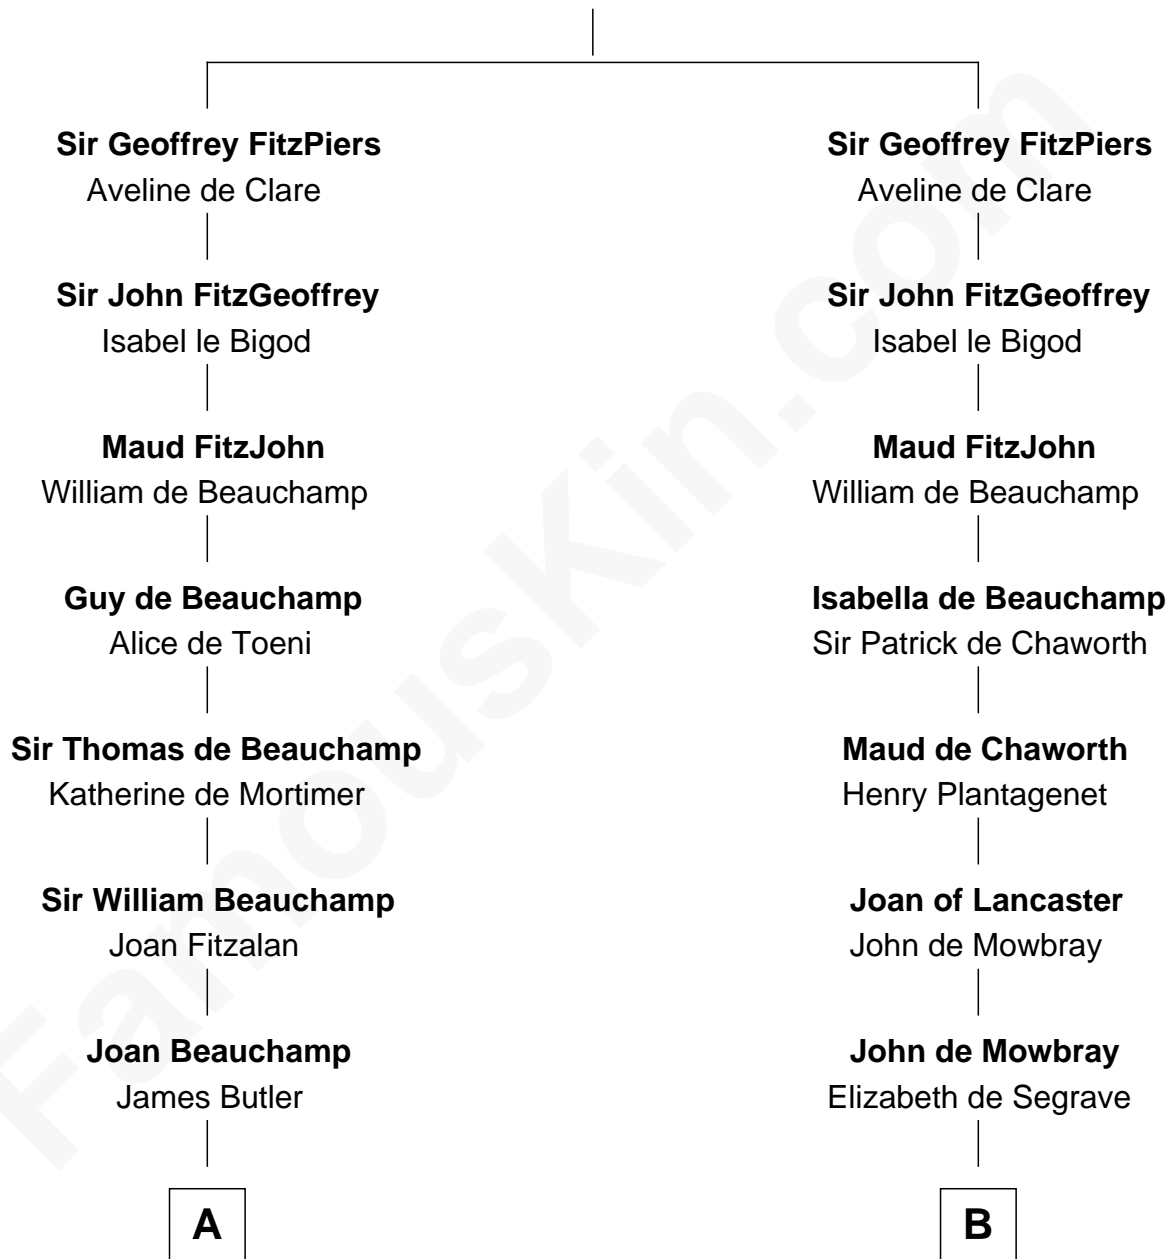 Sir Geoffrey FitzPiers
Aveline de Clare
Sir John FitzGeoffrey
Isabel le Bigod
Maud FitzJohn
William de Beauchamp
Guy de Beauchamp
Alice de Toeni
Sir Thomas de Beauchamp
Katherine de Mortimer
Sir William Beauchamp
Joan Fitzalan
Joan Beauchamp
James Butler
A
Sir Geoffrey FitzPiers
Aveline de Clare
Sir John FitzGeoffrey
Isabel le Bigod
Maud FitzJohn
William de Beauchamp
Isabella de Beauchamp
Sir Patrick de Chaworth
Maud de Chaworth
Henry Plantagenet
Joan of Lancaster
John de Mowbray
John de Mowbray
Elizabeth de Segrave
B
FamousKin.com